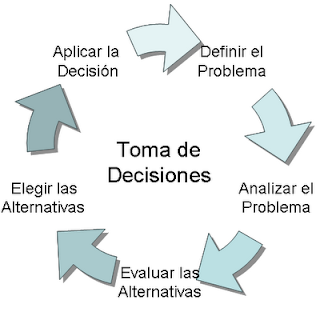 Aplicar la
Decisión
Definir el
Problema
Toma de
Decisiones
Elegir las
Alternativas
Analizar el
Problema
Evaluar las
Alternativas